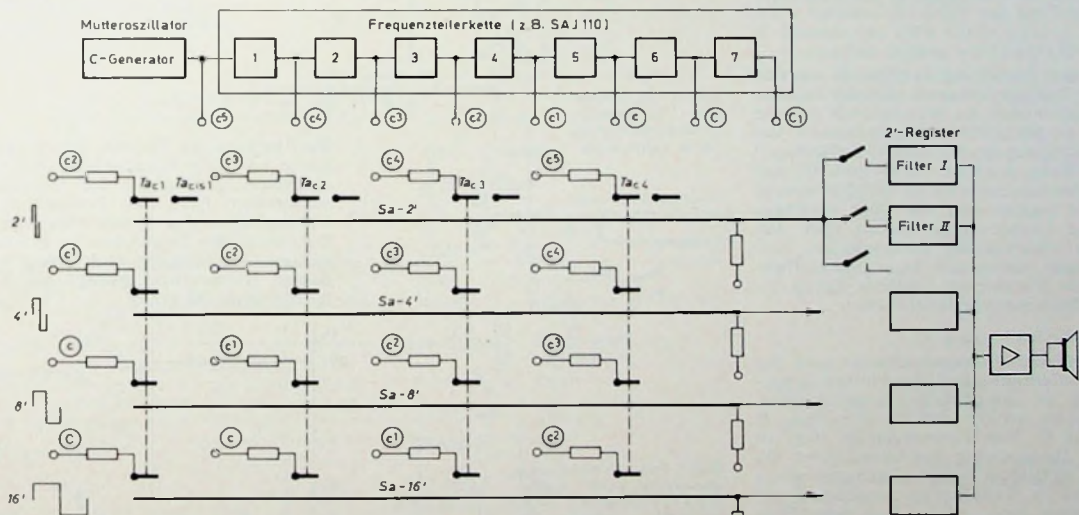 Mutteroszillator
Frequenzteilerkette (z.B. SAJ 110)
C-Generator
1 2 3 4 5 6 7
c5 c4 c3 c2 c1 c C C1
2'-Register
c2 c3 c4 c5
Filter I
Tac1 Tacis1 Tac2 Tac3 Tac4
Sa-2'
2'
Filter II
c1 c2 c3 c4
Sa-4'
4'
c c1 c2 c3
Sa-8'
8'
C c c1 c2
Sa-16'
16'